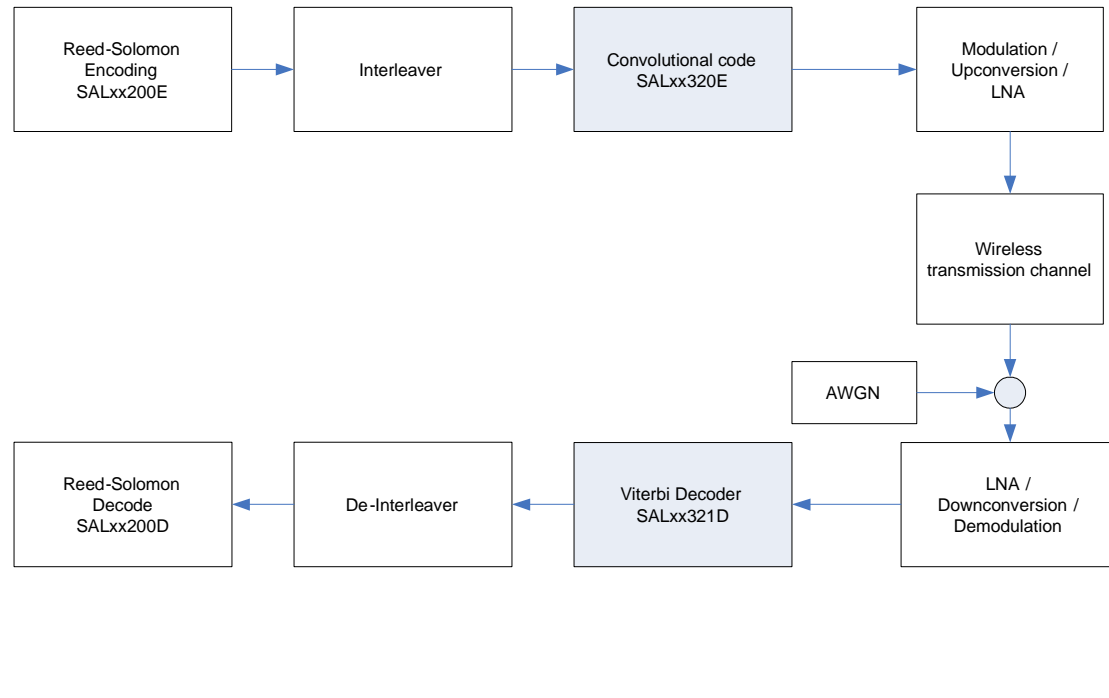 Reed-Solomon
Encoding
SALxx200E
Interleaver
Convolutional code
SALxx320E
Modulation /
Upconversion /
LNA
Wireless
transmission channel
AWGN
Reed-Solomon
Decode
SALxx200D
De-Interleaver
Viterbi Decoder
SALxx321D
LNA /
Downconversion /
Demodulation